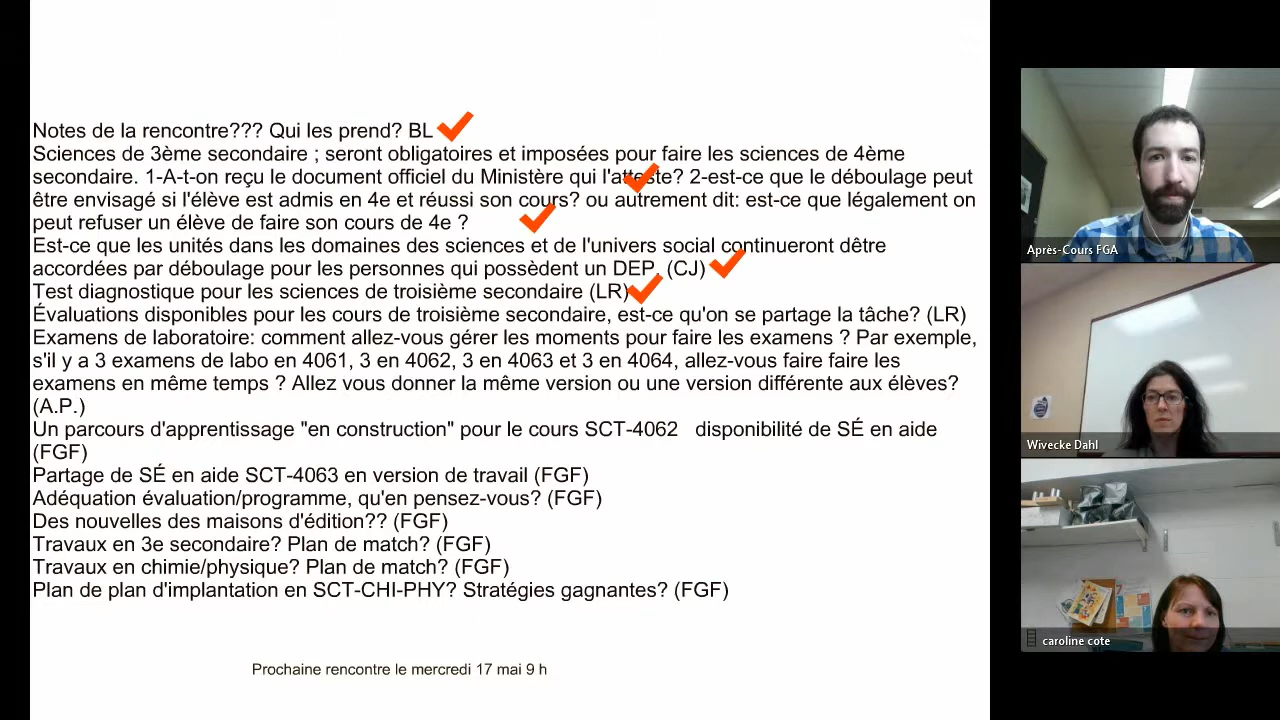 Notes de la rencontre??? Qui les prend? BL
Sciences de 3ème secondaire ; seront obligatoires et imposées pour faire les sciences de 4ème
secondaire. 1-A-t-on reçu le document officiel du Ministère qui l'atteste? 2-est-ce que le déboulage peut
être envisagé si l'élève est admis en 4e et réussi son cours? ou autrement dit: est-ce que légalement on
peut refuser un élève de faire son cours de 4e ?
Est-ce que les unités dans les domaines des sciences et de l'univers social continueront dêtre
accordées par déboulage pour les personnes qui possèdent un DEP. (CJ)
Test diagnostique pour les sciences de troisième secondaire (LR)
Évaluations disponibles pour les cours de troisième secondaire, est-ce qu'on se partage la tâche? (LR)
Examens de laboratoire: comment allez-vous gérer les moments pour faire les examens ? Par exemple,
s'il y a 3 examens de labo en 4061, 3 en 4062, 3 en 4063 et 3 en 4064, allez-vous faire faire les
examens en même temps ? Allez vous donner la même version ou une version différente aux élèves?
(A.P.)
Un parcours d'apprentissage "en construction" pour le cours SCT-4062 disponibilité de SÉ en aide
(FGF)
Partage de SÉ en aide SCT-4063 en version de travail (FGF)
Adéquation évaluation/programme, qu'en pensez-vous? (FGF)
Des nouvelles des maisons d'édition?? (FGF)
Travaux en 3e secondaire? Plan de match? (FGF)
Travaux en chimie/physique? Plan de match? (FGF)
Plan de plan d'implantation en SCT-CHI-PHY? Stratégies gagnantes? (FGF)
Prochaine rencontre le mercredi 17 mai 9 h
Après-Cours FGA
Wivecke Dahl
caroline cote